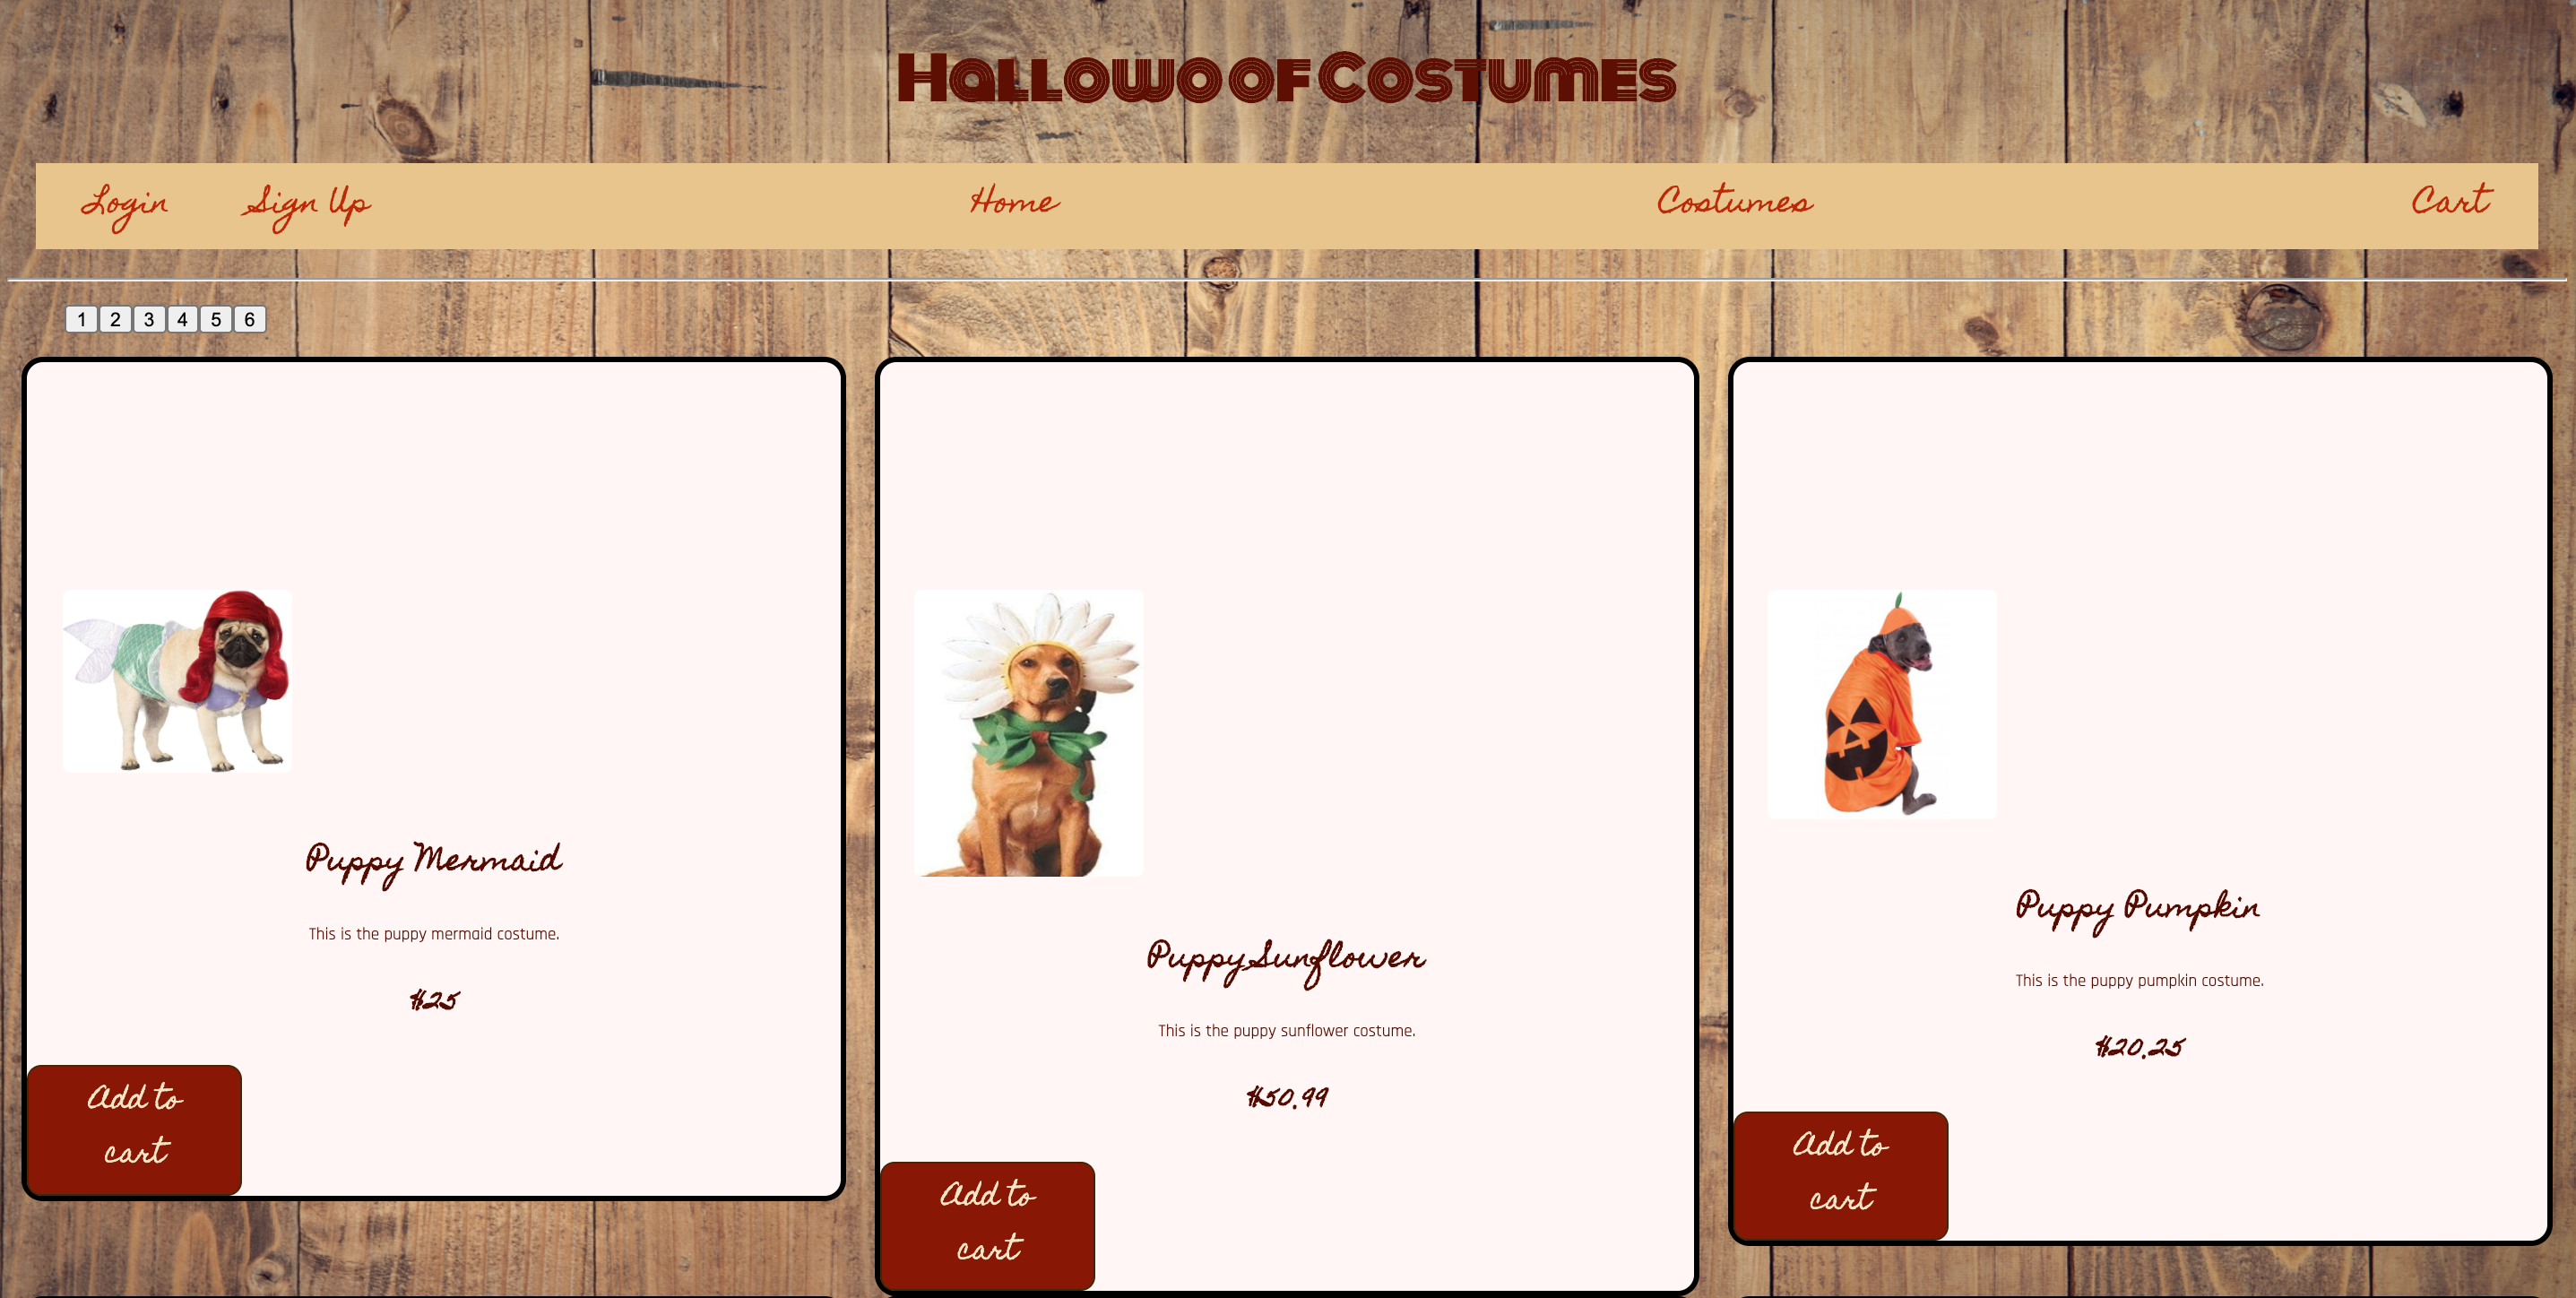 HallowoofCostumes
Login Sign Up Home Costumes Cart
1 2 3 4 5 6
Puppy Mermaid
This is the puppy mermaid costume.
$25
Add to
cart
Puppy Sunflower
This is the puppy sunflower costume.
$50.99
Add to
cart
Puppy Pumpkin
This is the puppy pumpkin costume.
$20.25
Add to
cart